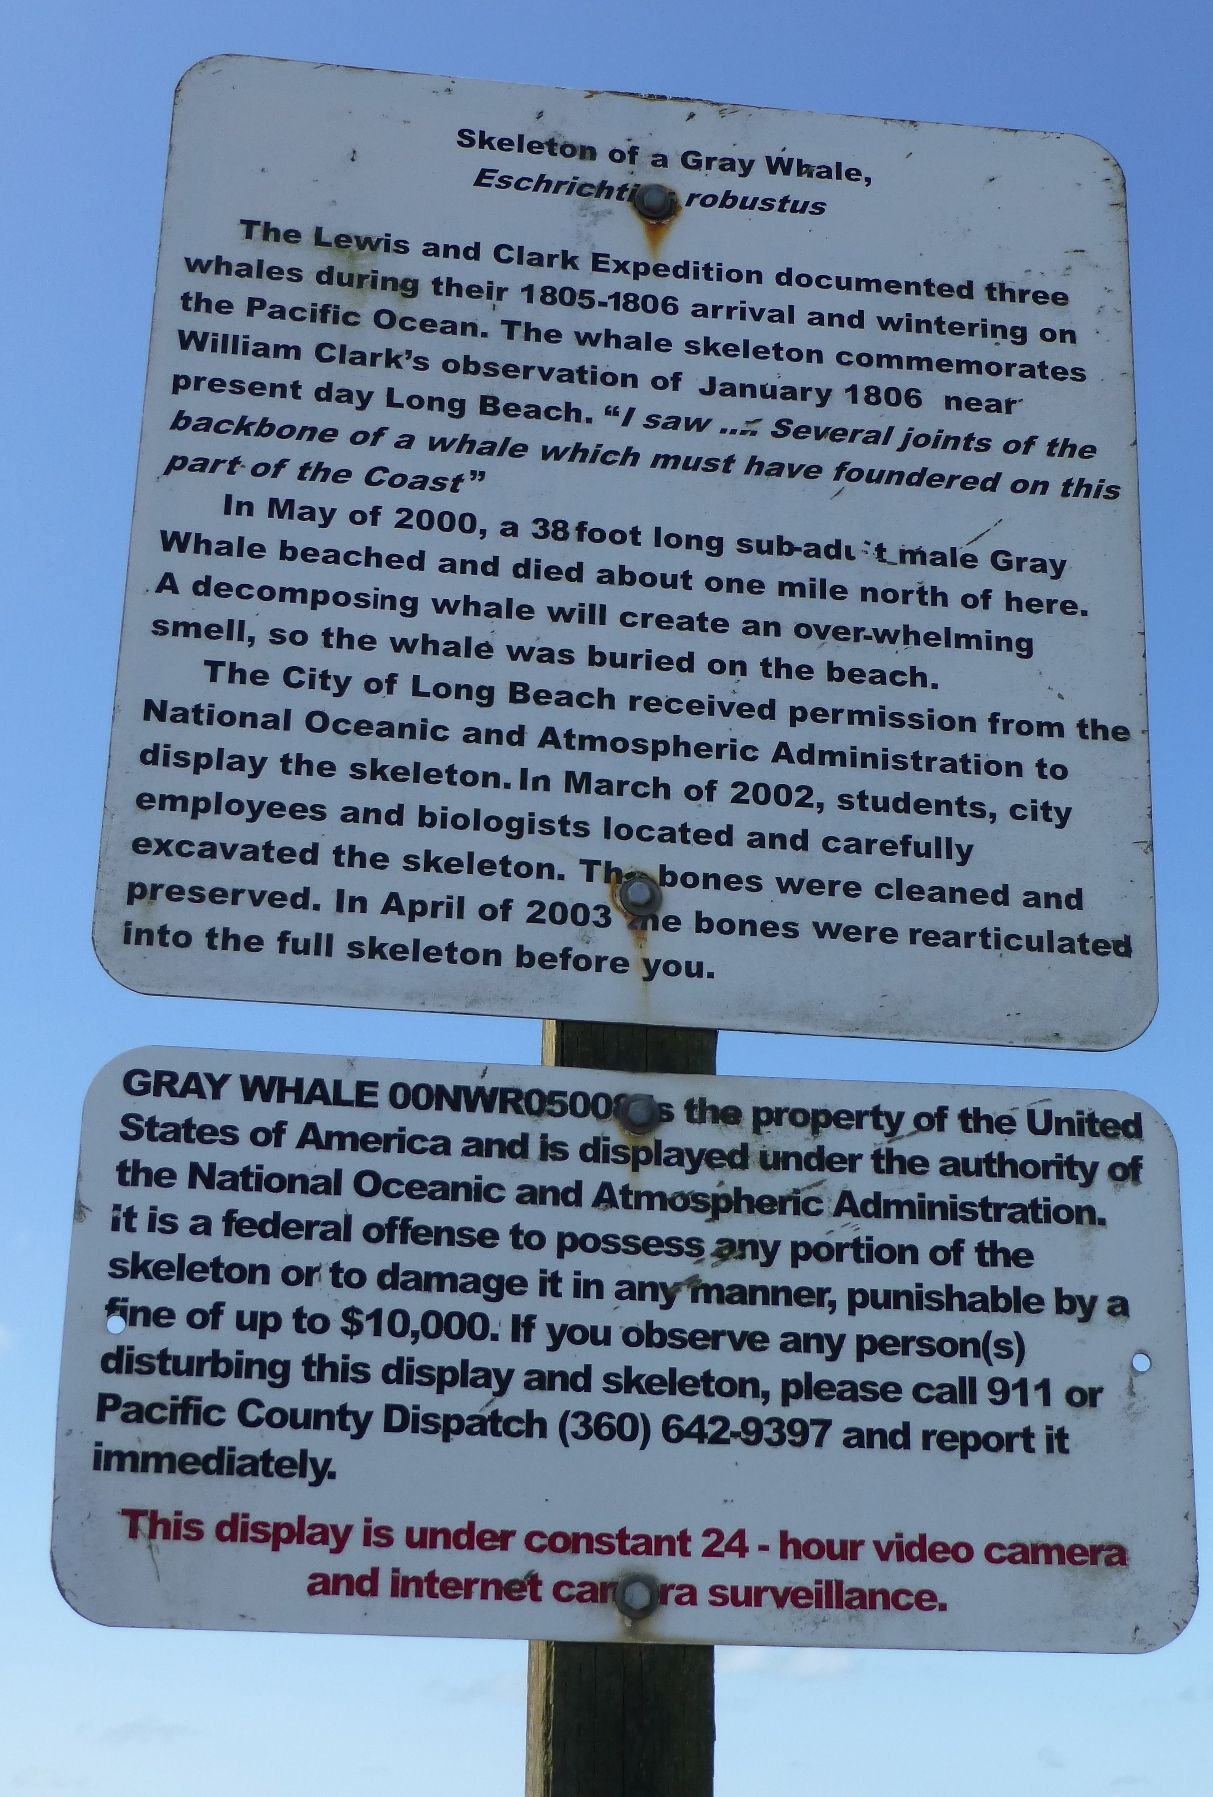 Skeleton of a Gray Whale,
robustus
The Lewis and Clark Expedition documented three
whales during their 1805-1806 arrival and wintering on
the Pacific Ocean. The whale skeleton commemorates
William Clark's observation of January 1806 near
present day Long Beach. "I saw .... Several joints of the
backbone of a whale which must have foundered on this
part of the Coast"
In May of 2000, a 38 foot long sub-adult male Gray
Whale beached and died about one mile north of here.
A decomposing whale will create an over-whelming
smell, so the whale was buried on the beach.
The City of Long Beach received permission from the
National Oceanic and Atmospheric Administration to
display the skeleton. In March of 2002, students, city
employees and biologists located and carefully
excavated the skeleton. The bones were cleaned and
preserved. In April of 2003 the bones were rearticulated
into the full skeleton before you.
GRAY WHALE is the property of the United
States of America and is displayed under the authority of
the National Oceanic and Atmospheric Administration.
it is a federal offense to possess any portion of the
skeleton or to damage it in any manner, punishable by a
fine of up to $10,000. If you observe any person(s)
disturbing this display and skeleton, please call 911 or
Pacific County Dispatch (360) 642-9397 and report it
immediately.
This display is under constant 24 - hour video camera
and internet camera surveillance.